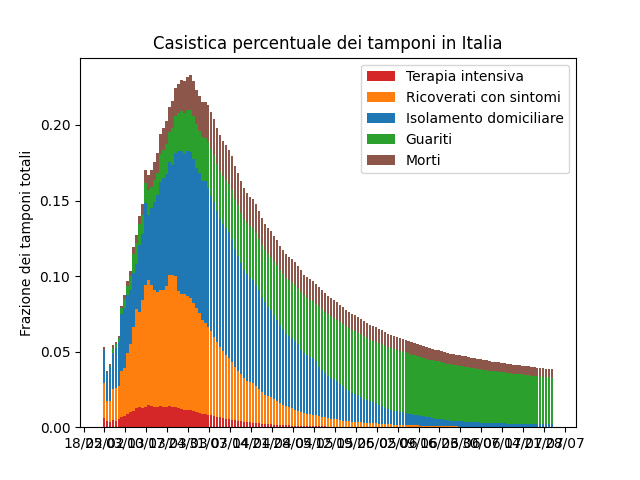 Casistica percentuale dei tamponi in Italia
Terapia intensiva
Ricoverati con sintomi
Isolamento domiciliare
Guariti
Morti
Frazione dei tamponi totali
0.20
0.15
0.10
0.05
0.00